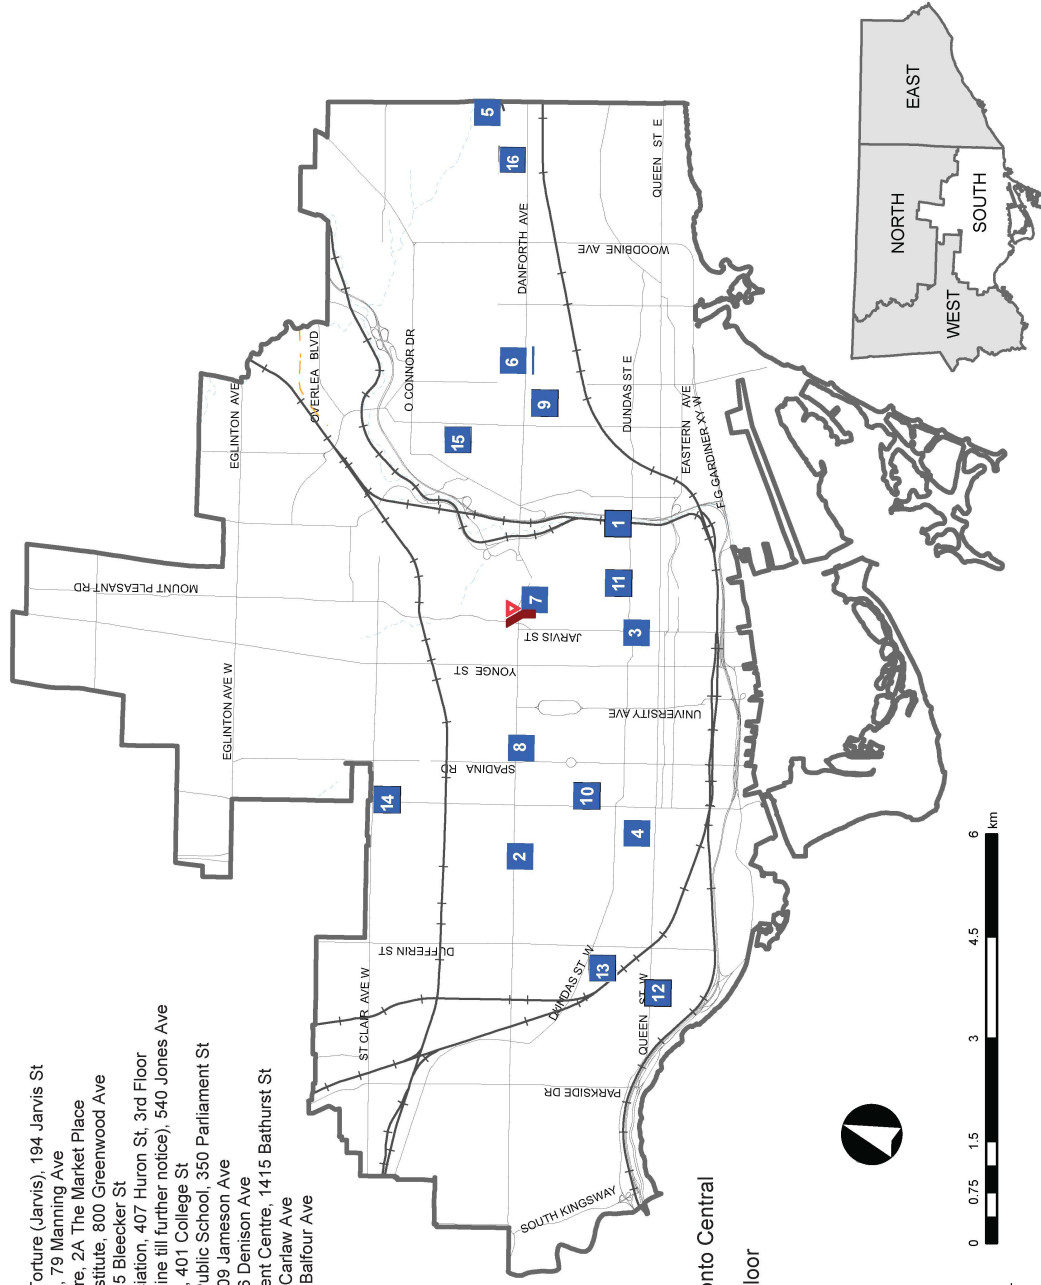 orture (Jarvis), 194 Jarvis St
, 79 Manning Ave
re, 2A The Market Place
stitute, 800 Greenwood Ave
5 Bleecker St
iation, 407 Huron St, 3rd Floor
ine till further notice), 540 Jones Ave
, 401 College St
ublic School, 350 Parliament St
09 Jameson Ave
6 Denison Ave
ent Centre, 1415 Bathurst St
Carlaw Ave
Balfour Ave
onto Central
loor
MOUNT PLEASANT RD
EGLINTON AVE
EGLINTON AVE W
OVERLEA BLVD
O CONNOR DR
ST CLAIR AVE W
DUFFERIN ST
SPADINA RD
YONGE ST
JARVIS ST
UNIVERSITY AVE
DANFORTH AVE
WOODBINE AVE
DUNDAS ST E
QUEEN ST E
EASTERN AVE
F G GARDINER XY W
DUNDAS ST W
QUEEN ST W
PARKSIDE DR
SOUTH KINGSWAY
1
2
3
4
5
6
7
8
9
10
11
12
13
14
15
16
0
0.75
1.5
3
4.5
6
km
WEST
NORTH
SOUTH
EAST